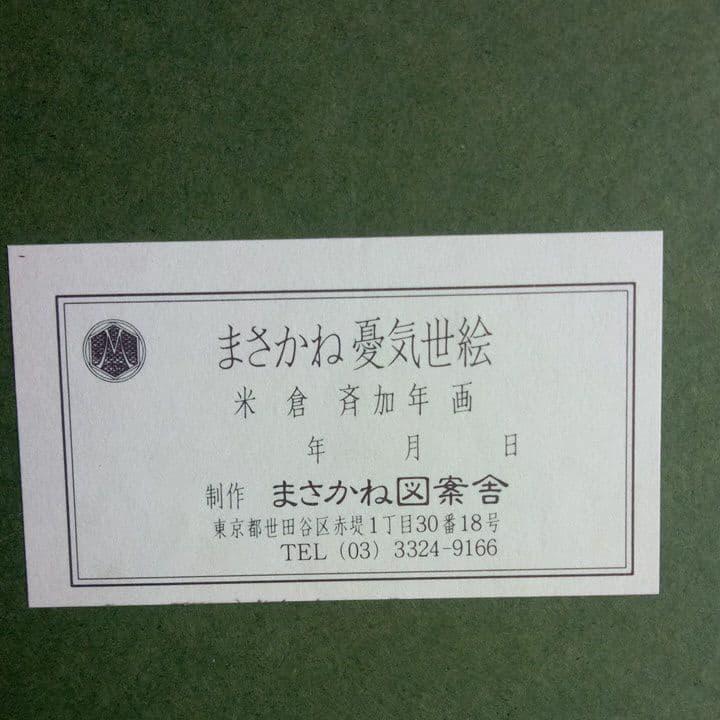 M
まさかね憂気世絵
米倉 斉加年 画
年 月 日
制作 まさかね図案舎
東京都世田谷区赤堤1丁目30番18号
TEL (03) 3324-9166